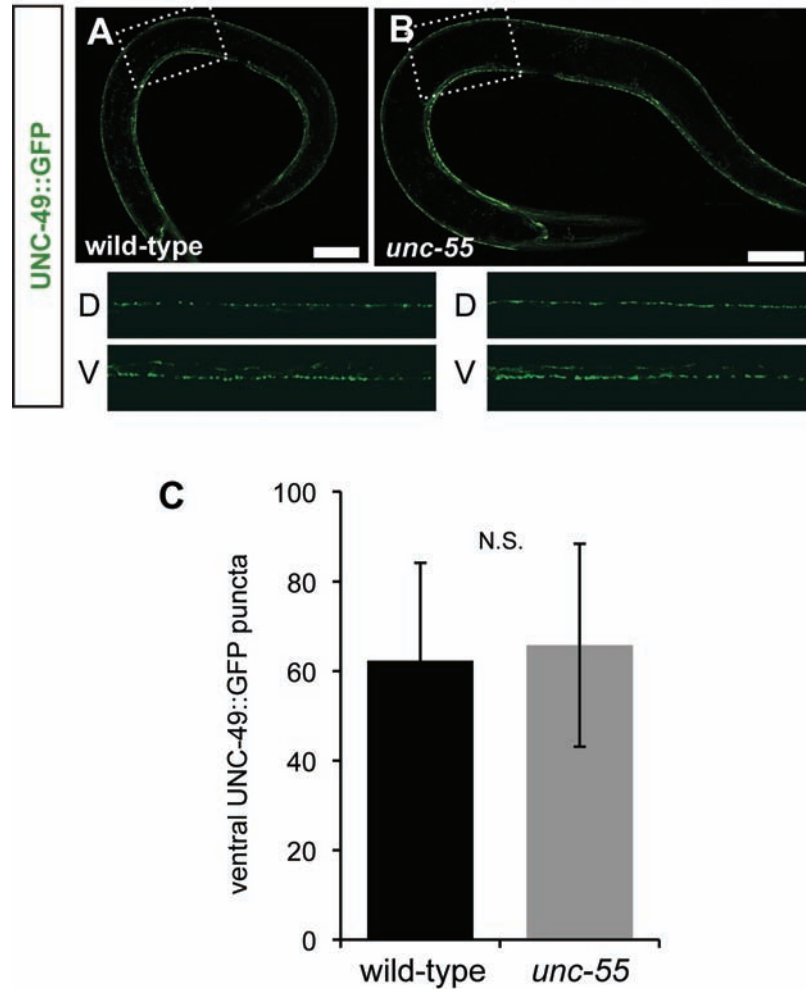 UNC-49::GFP
A
wild-type
B
unc-55
D
V
D
V
C
100
80
60
40
20
0
ventral UNC-49::GFP puncta
N.S.
wild-type
unc-55